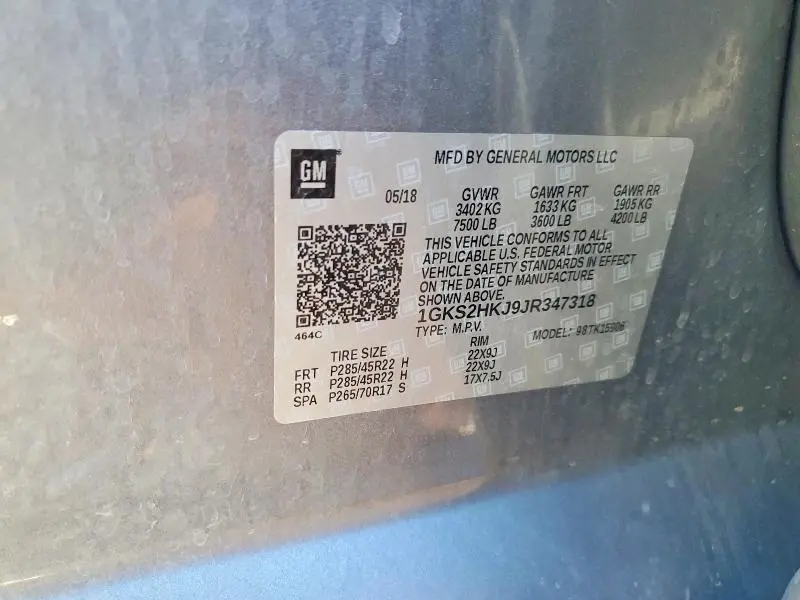 GM
MFD BY GENERAL MOTORS LLC
05/18 GVWR GAWR FRT GAWR RR
3402 KG 1633 KG 1905 KG
7500 LB 3600 LB 4200 LB
THIS VEHICLE CONFORMS TO ALL
APPLICABLE U.S. FEDERAL MOTOR
VEHICLE SAFETY STANDARDS IN EFFECT
ON THE DATE OF MANUFACTURE
SHOWN ABOVE.
1GKS2HKJ9JR347318
464C
TYPE: M.P.V. MODEL: 98TK15906
TIRE SIZE RIM
FRT P285/45R22 H 22X9J
RR P285/45R22 H 22X9J
SPA P265/70R17 S 17X7.5J